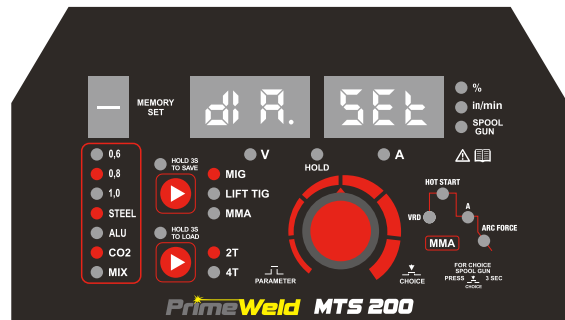 –
MEMORY
SET
dIA.
SEt
%
in/min
SPOOL
GUN
0,6
0,8
1,0
STEEL
ALU
CO2
MIX
HOLD 3S
TO SAVE
HOLD 3S
TO LOAD
V
HOLD
A
MIG
LIFT TIG
MMA
2T
4T
PARAMETER
CHOICE
HOT START
VRD
A
ARC FORCE
MMA
FOR CHOICE
SPOOL GUN
PRESS CHOICE 3 SEC
PrimeWeld MTS 200